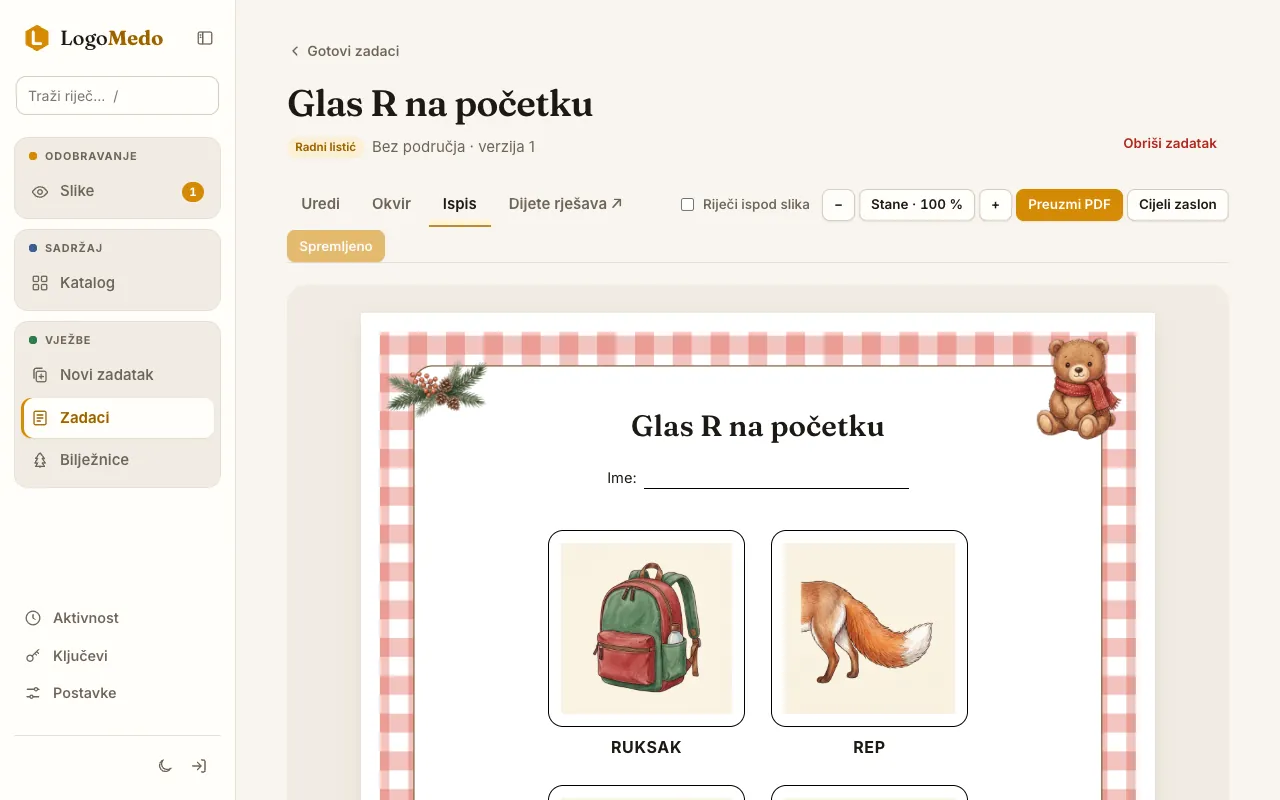 LogoMedo
Traži riječ... /
ODOBRAVANJE
Slike 1
SADRŽAJ
Katalog
VJEŽBE
Novi zadatak
Zadaci
Bilježnice
Aktivnost
Ključevi
Postavke
Gotovi zadaci
Glas R na početku
Radni listić Bez područja · verzija 1
Obriši zadatak
Uredi Okvir Ispis Dijete rješava ↗ Riječi ispod slika − Stane · 100 % + Preuzmi PDF Cijeli zaslon
Spremljeno
Glas R na početku
Ime:
RUKSAK REP